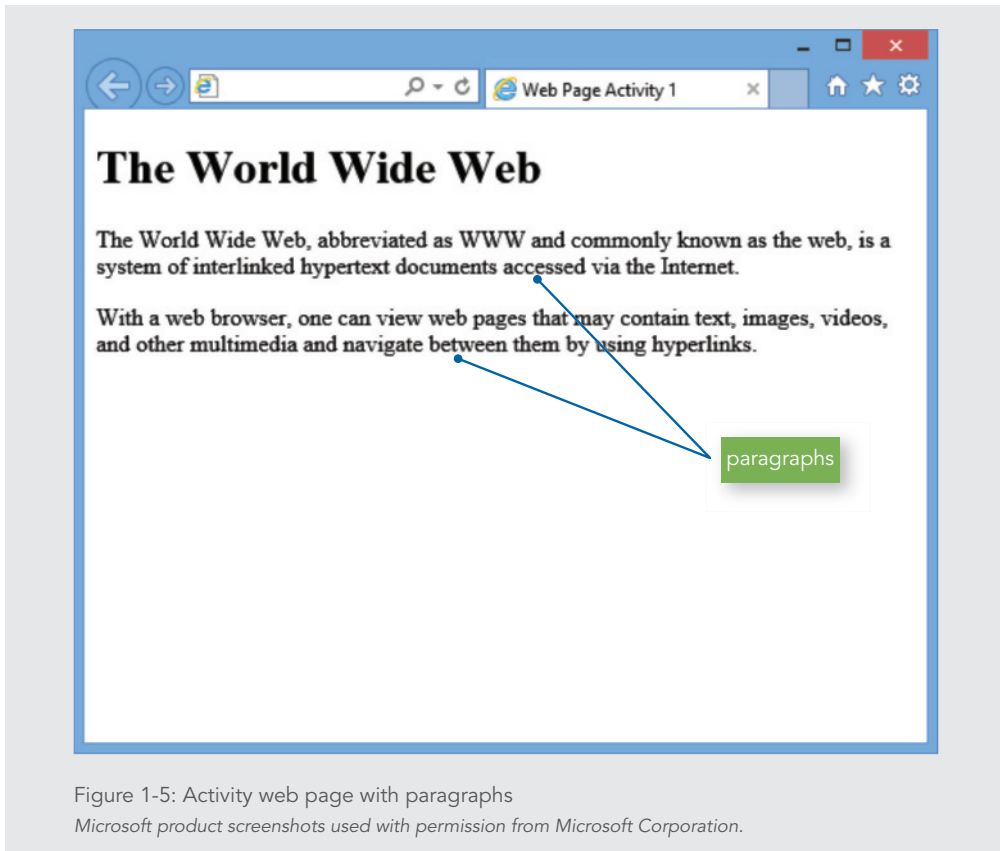 Web Page Activity 1
The World Wide Web
The World Wide Web, abbreviated as WWW and commonly known as the web, is a
system of interlinked hypertext documents accessed via the Internet.
With a web browser, one can view web pages that may contain text, images, videos,
and other multimedia and navigate between them by using hyperlinks.
paragraphs
Figure 1-5: Activity web page with paragraphs
Microsoft product screenshots used with permission from Microsoft Corporation.